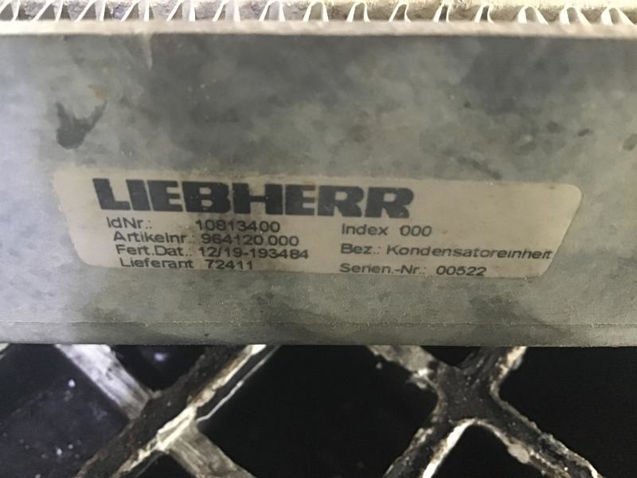 LIEBHERR
IdNr.: 10813400 Index 000
Artikelnr.: 964120.000 Bez.: Kondensatoreinheit
Fert.Dat.: 12/19-193484
Lieferant 72411 Serien.-Nr.: 00522